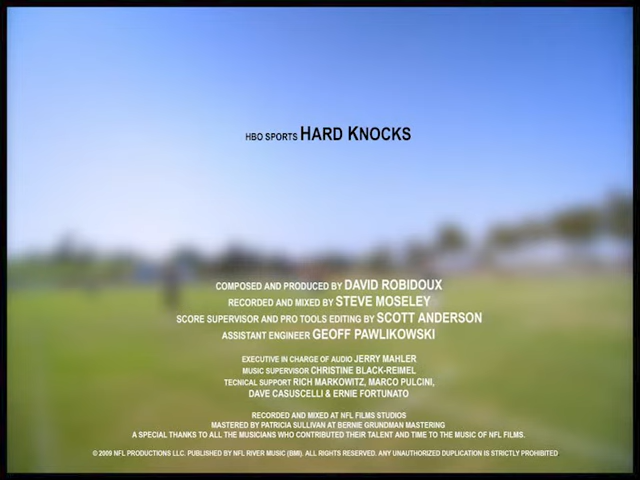 HBO SPORTS HARD KNOCKS
COMPOSED AND PRODUCED BY DAVID ROBIDOUX
RECORDED AND MIXED BY STEVE MOSELEY
SCORE SUPERVISOR AND PRO TOOLS EDITING BY SCOTT ANDERSON
ASSISTANT ENGINEER GEOFF PAWLIKOWSKI
EXECUTIVE IN CHARGE OF AUDIO JERRY MAHLER
MUSIC SUPERVISOR CHRISTINE BLACK-REIMEL
TECNICAL SUPPORT RICH MARKOWITZ, MARCO PULCINI,
DAVE CASUSCELLI & ERNIE FORTUNATO
RECORDED AND MIXED AT NFL FILMS STUDIOS
MASTERED BY PATRICIA SULLIVAN AT BERNIE GRUNDMAN MASTERING
A SPECIAL THANKS TO ALL THE MUSICIANS WHO CONTRIBUTED THEIR TALENT AND TIME TO THE MUSIC OF NFL FILMS.
© 2009 NFL PRODUCTIONS LLC. PUBLISHED BY NFL RIVER MUSIC (BMI). ALL RIGHTS RESERVED. ANY UNAUTHORIZED DUPLICATION IS STRICTLY PROHIBITED